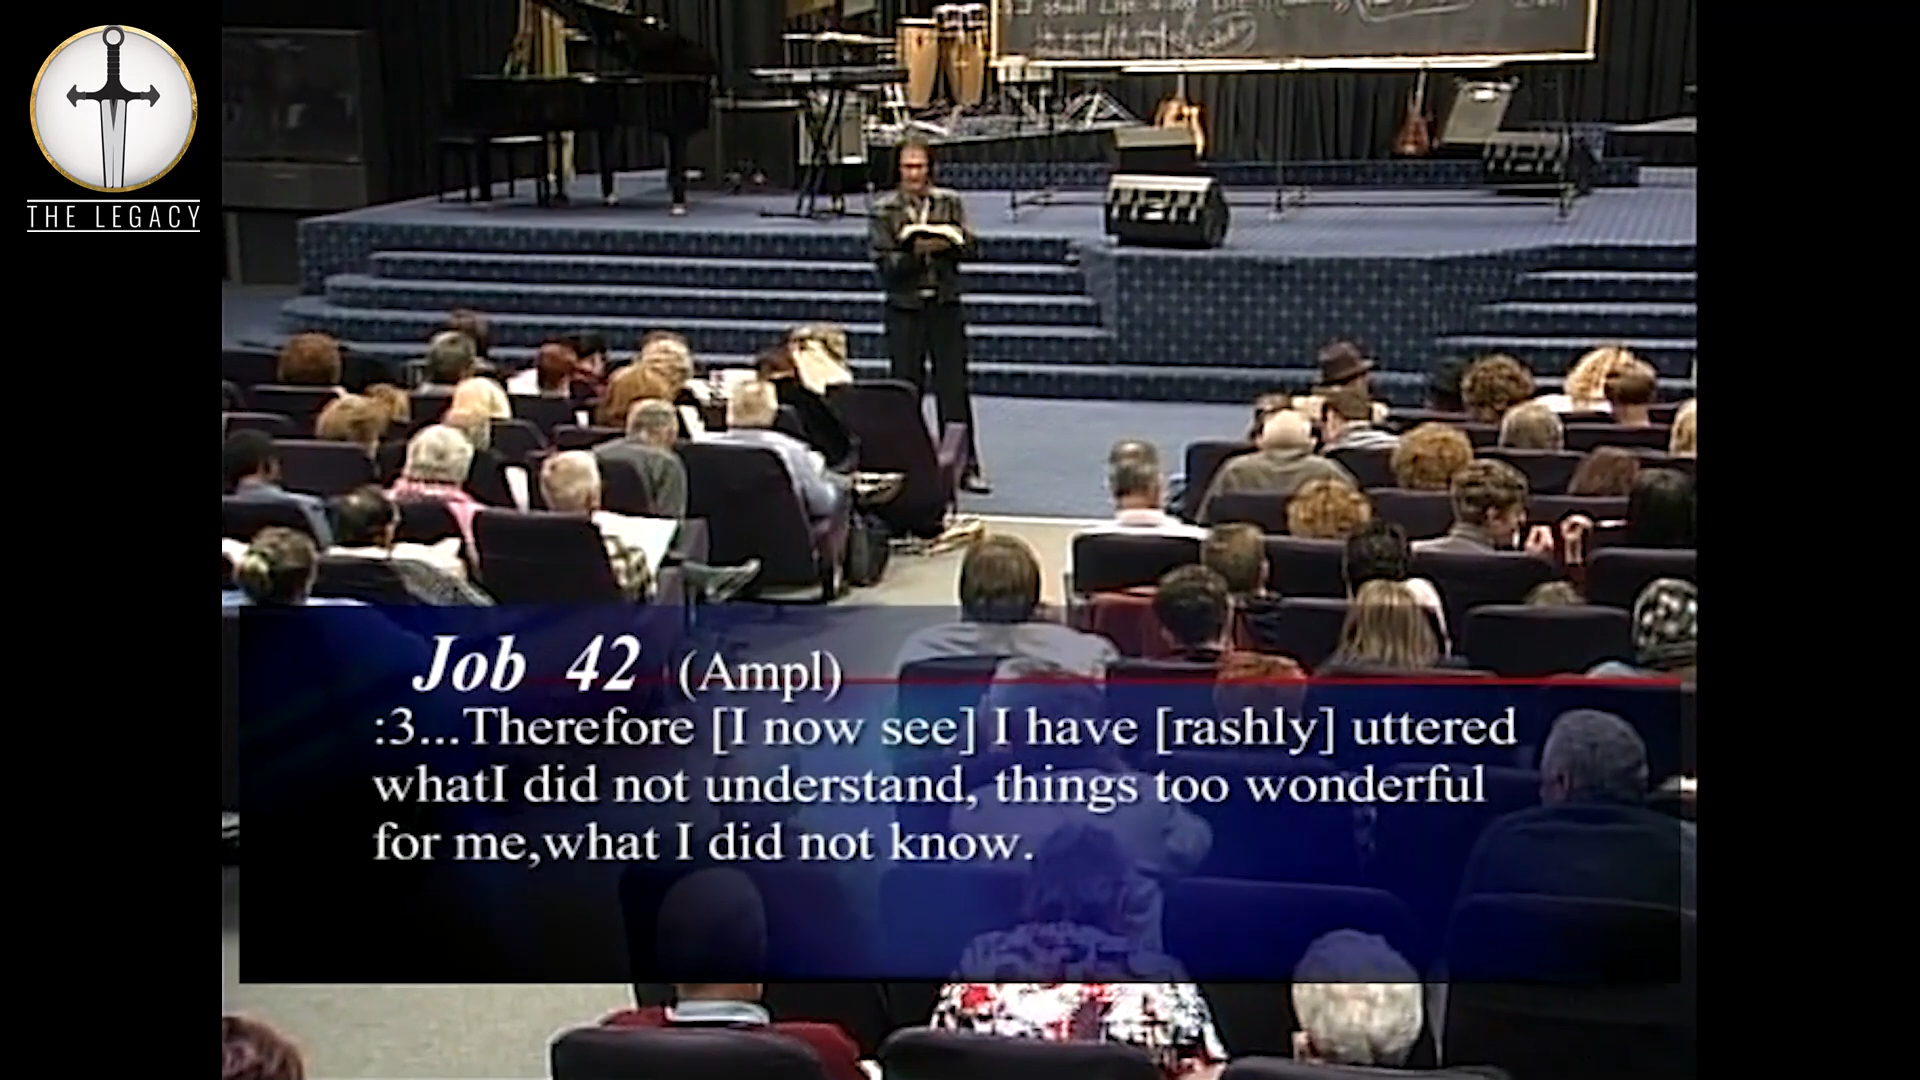 THE LEGACY
Job 42 (Ampl)
:3...Therefore [I now see] I have [rashly] uttered
whatI did not understand, things too wonderful
for me,what I did not know.